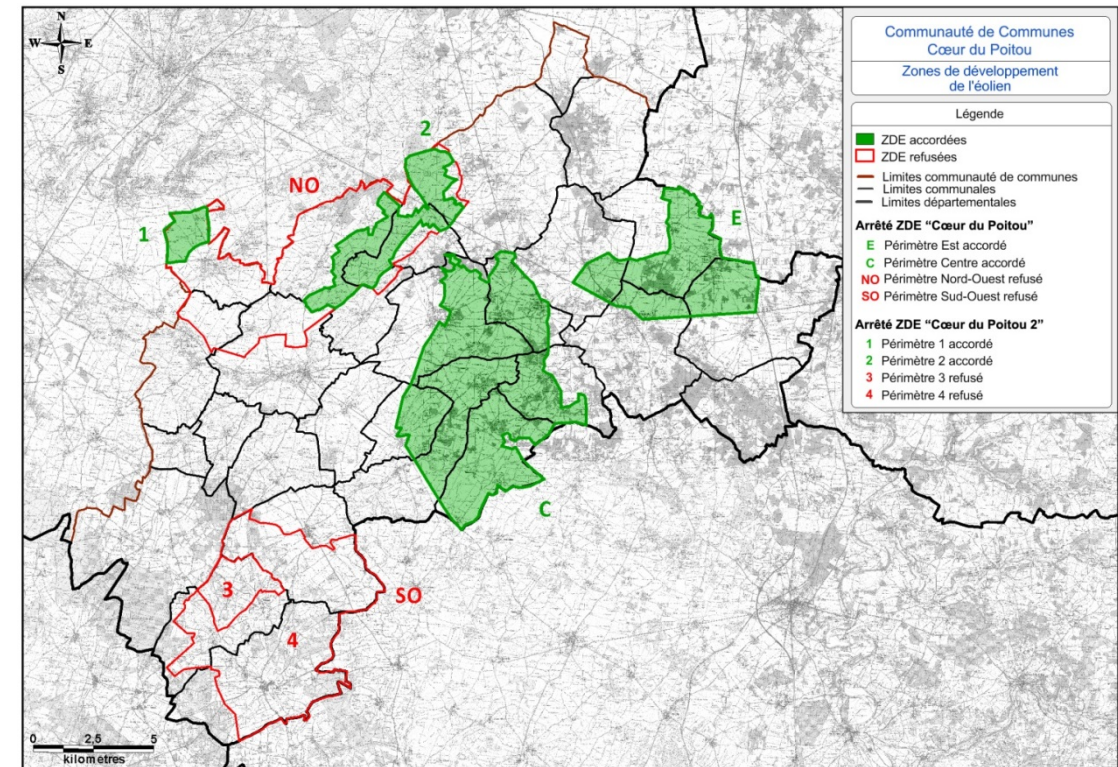 N
W E
S
2
NO
1
E
C
3
SO
4
0 2,5 5
kilomètres
Communauté de Communes
Cœur du Poitou
Zones de développement
de l'éolien
Légende
ZDE accordées
ZDE refusées
Limites communauté de communes
Limites communales
Limites départementales
Arrêté ZDE “Cœur du Poitou”
E Périmètre Est accordé
C Périmètre Centre accordé
NO Périmètre Nord-Ouest refusé
SO Périmètre Sud-Ouest refusé
Arrêté ZDE “Cœur du Poitou 2”
1 Périmètre 1 accordé
2 Périmètre 2 accordé
3 Périmètre 3 refusé
4 Périmètre 4 refusé